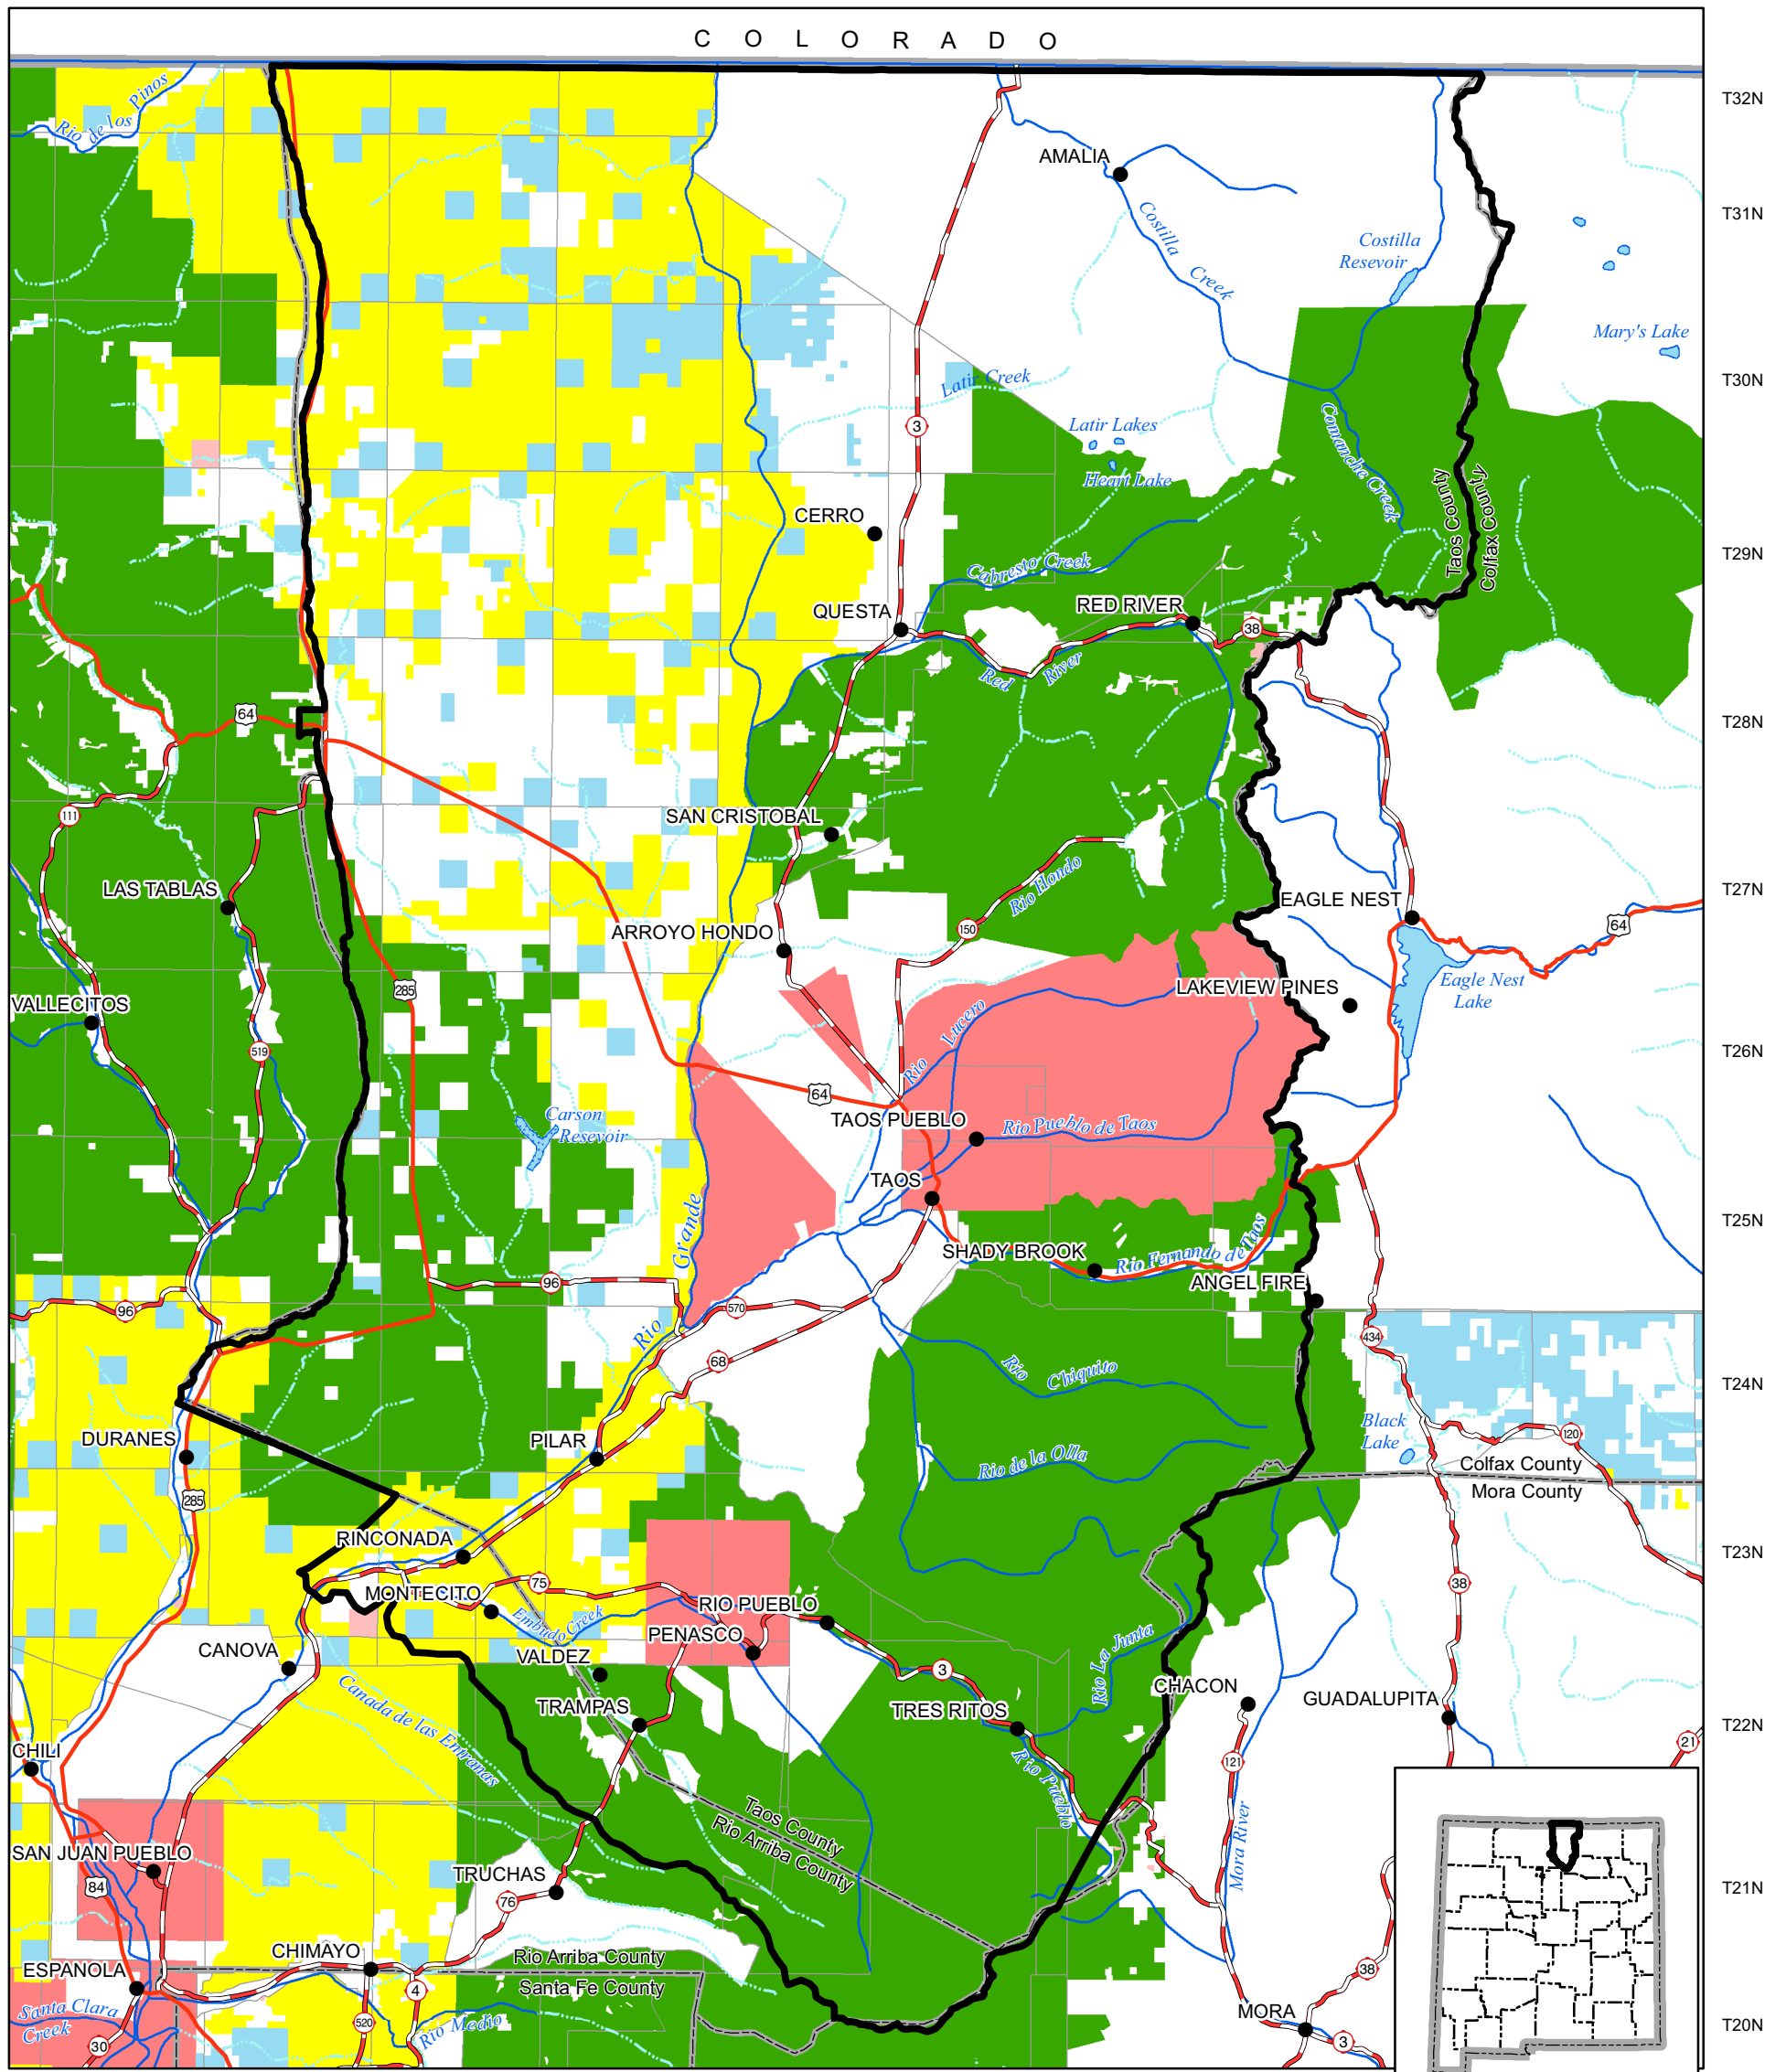 C O L O R A D O
T32N
Rio de los Pinos
AMALIA
T31N
Costilla Creek
Costilla
Resevoir
Mary's Lake
T30N
Latir Creek
3
Latir Lakes
Heart Lake
Comanche Creek
Taos County
Colfax County
CERRO
T29N
Cabresto Creek
QUESTA
RED RIVER
38
Red River
64
T28N
SAN CRISTOBAL
111
LAS TABLAS
Rio Hondo
EAGLE NEST
T27N
64
ARROYO HONDO
150
285
VALLECITOS
LAKEVIEW PINES
Eagle Nest
Lake
Rio Lucero
519
T26N
64
Carson
Resevoir
TAOS PUEBLO
Rio Pueblo de Taos
TAOS
T25N
Rio Grande
SHADY BROOK
Rio Fernando de Taos
ANGEL FIRE
96
96
570
434
68
Rio Chiquito
T24N
Black
Lake
120
DURANES
PILAR
Rio de la Olla
Colfax County
Mora County
285
RINCONADA
T23N
75
38
MONTECITO
Embudo Creek
RIO PUEBLO
PENASCO
CANOVA
VALDEZ
3
Rio La Junta
CHACON
GUADALUPITA
Canada de las Entranas
TRAMPAS
TRES RITOS
T22N
CHILI
121
21
Rio Pueblo
Taos County
Rio Arriba County
Mora River
SAN JUAN PUEBLO
84
TRUCHAS
76
T21N
CHIMAYO
Rio Arriba County
Santa Fe County
38
ESPANOLA
4
Santa Clara
Creek
520
Rio Medio
MORA
3
T20N
30